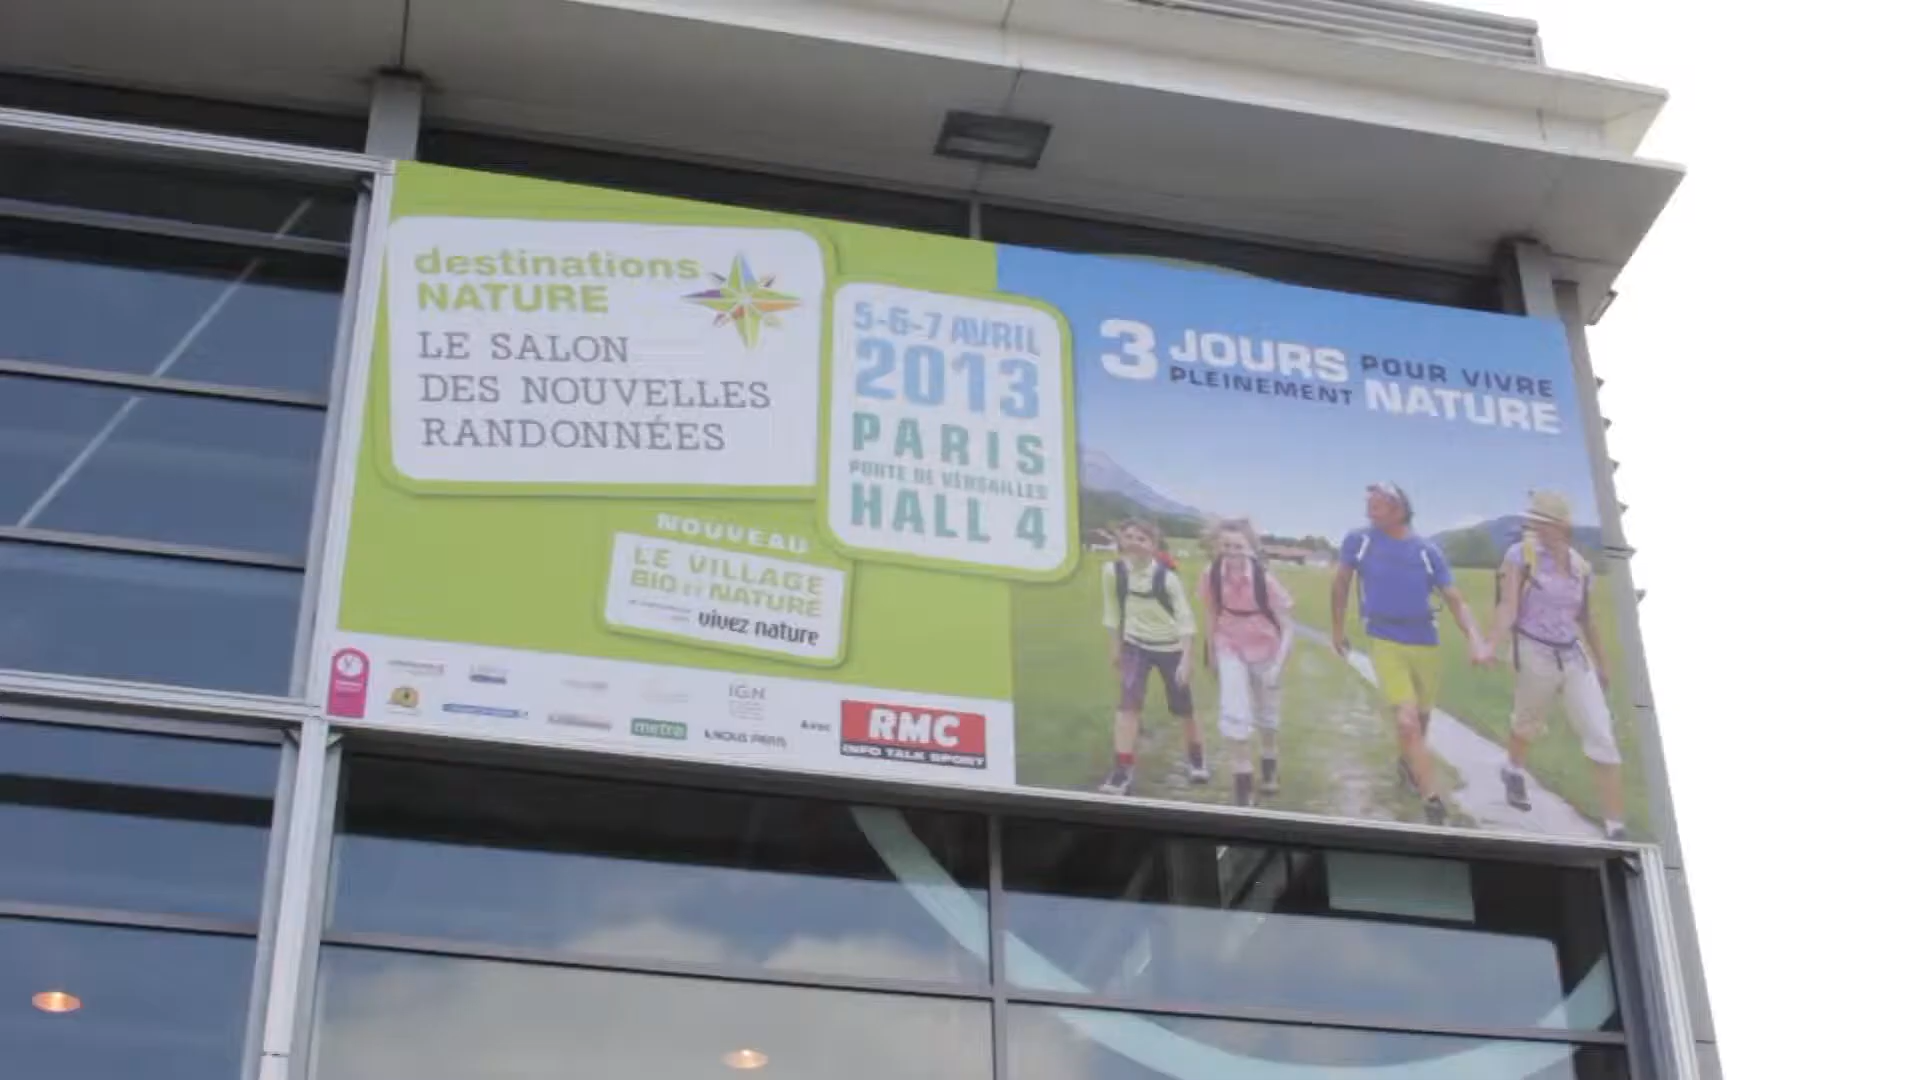 destinations
NATURE
LE SALON
DES NOUVELLES
RANDONNÉES
5-6-7 AVRIL
2013
PARIS
PORTE DE VERSAILLES
HALL 4
3 JOURS POUR VIVRE
PLEINEMENT NATURE
NOUVEAU
LE VILLAGE
BIO ET NATURE
vivez nature
IGN
metro
A NOUS PARIS
Avec
RMC
INFO TALK SPORT